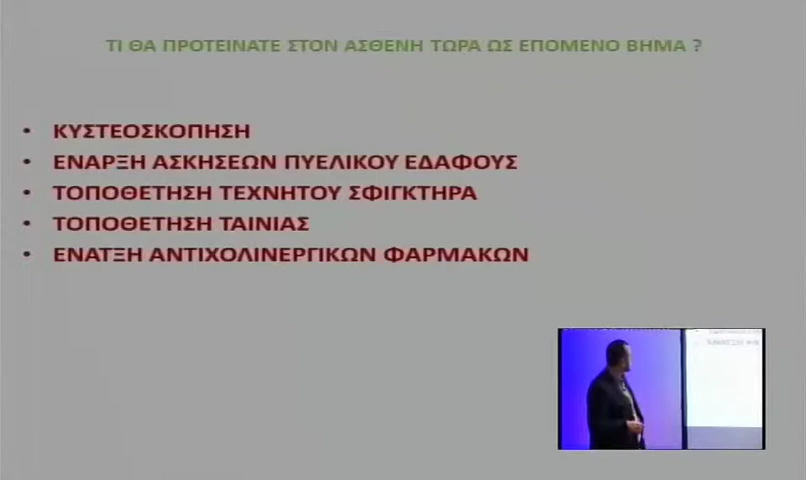 ΤΙ ΘΑ ΠΡΟΤΕΙΝΑΤΕ ΣΤΟΝ ΑΣΘΕΝΗ ΤΩΡΑ ΩΣ ΕΠΟΜΕΝΟ ΒΗΜΑ ?
• ΚΥΣΤΕΟΣΚΟΠΗΣΗ
• ΕΝΑΡΞΗ ΑΣΚΗΣΕΩΝ ΠΥΕΛΙΚΟΥ ΕΔΑΦΟΥΣ
• ΤΟΠΟΘΕΤΗΣΗ ΤΕΧΝΗΤΟΥ ΣΦΙΓΚΤΗΡΑ
• ΤΟΠΟΘΕΤΗΣΗ ΤΑΙΝΙΑΣ
• ΕΝΑΤΞΗ ΑΝΤΙΧΟΛΙΝΕΡΓΙΚΩΝ ΦΑΡΜΑΚΩΝ